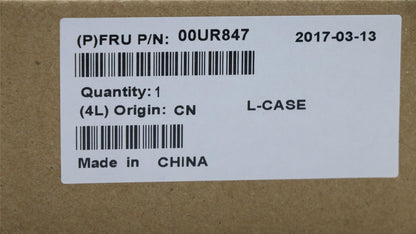 (P)FRU P/N: 00UR847 2017-03-13
Quantity: 1
(4L) Origin: CN L-CASE
Made in CHINA